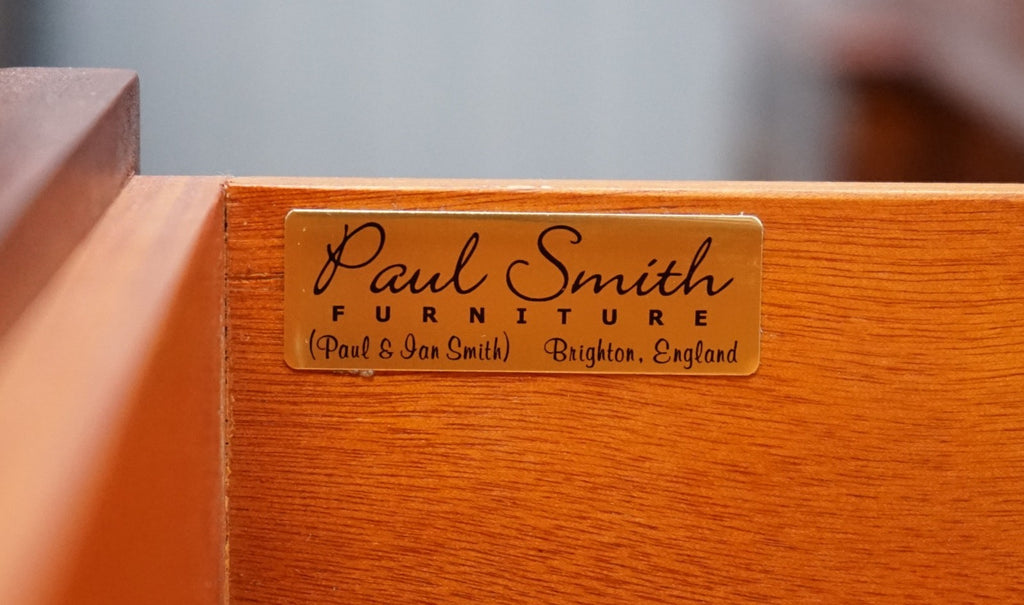 Paul Smith
FURNITURE
(Paul & Ian Smith) Brighton, England